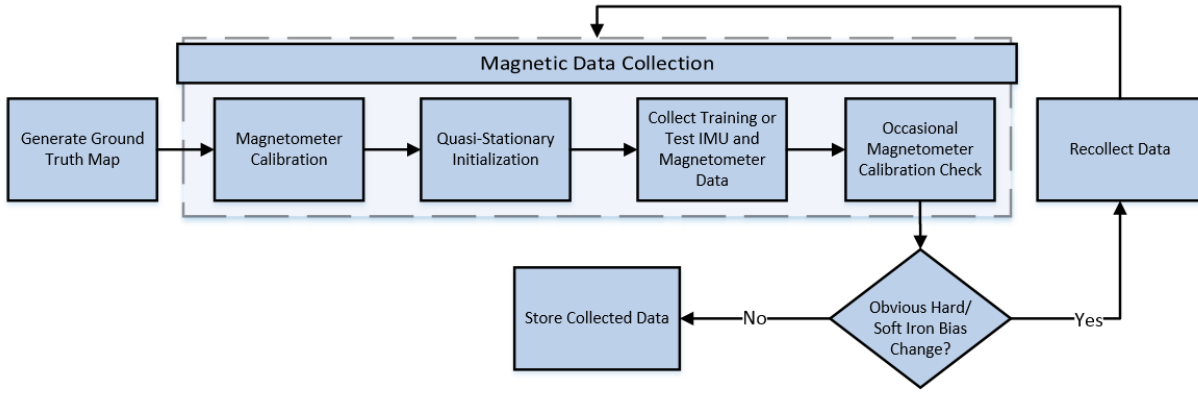 Magnetic Data Collection
Generate Ground
Truth Map
Magnetometer
Calibration
Quasi-Stationary
Initialization
Collect Training or
Test IMU and
Magnetometer
Data
Occasional
Magnetometer
Calibration Check
Recollect Data
Store Collected Data
No
Obvious Hard/
Soft Iron Bias
Change?
Yes